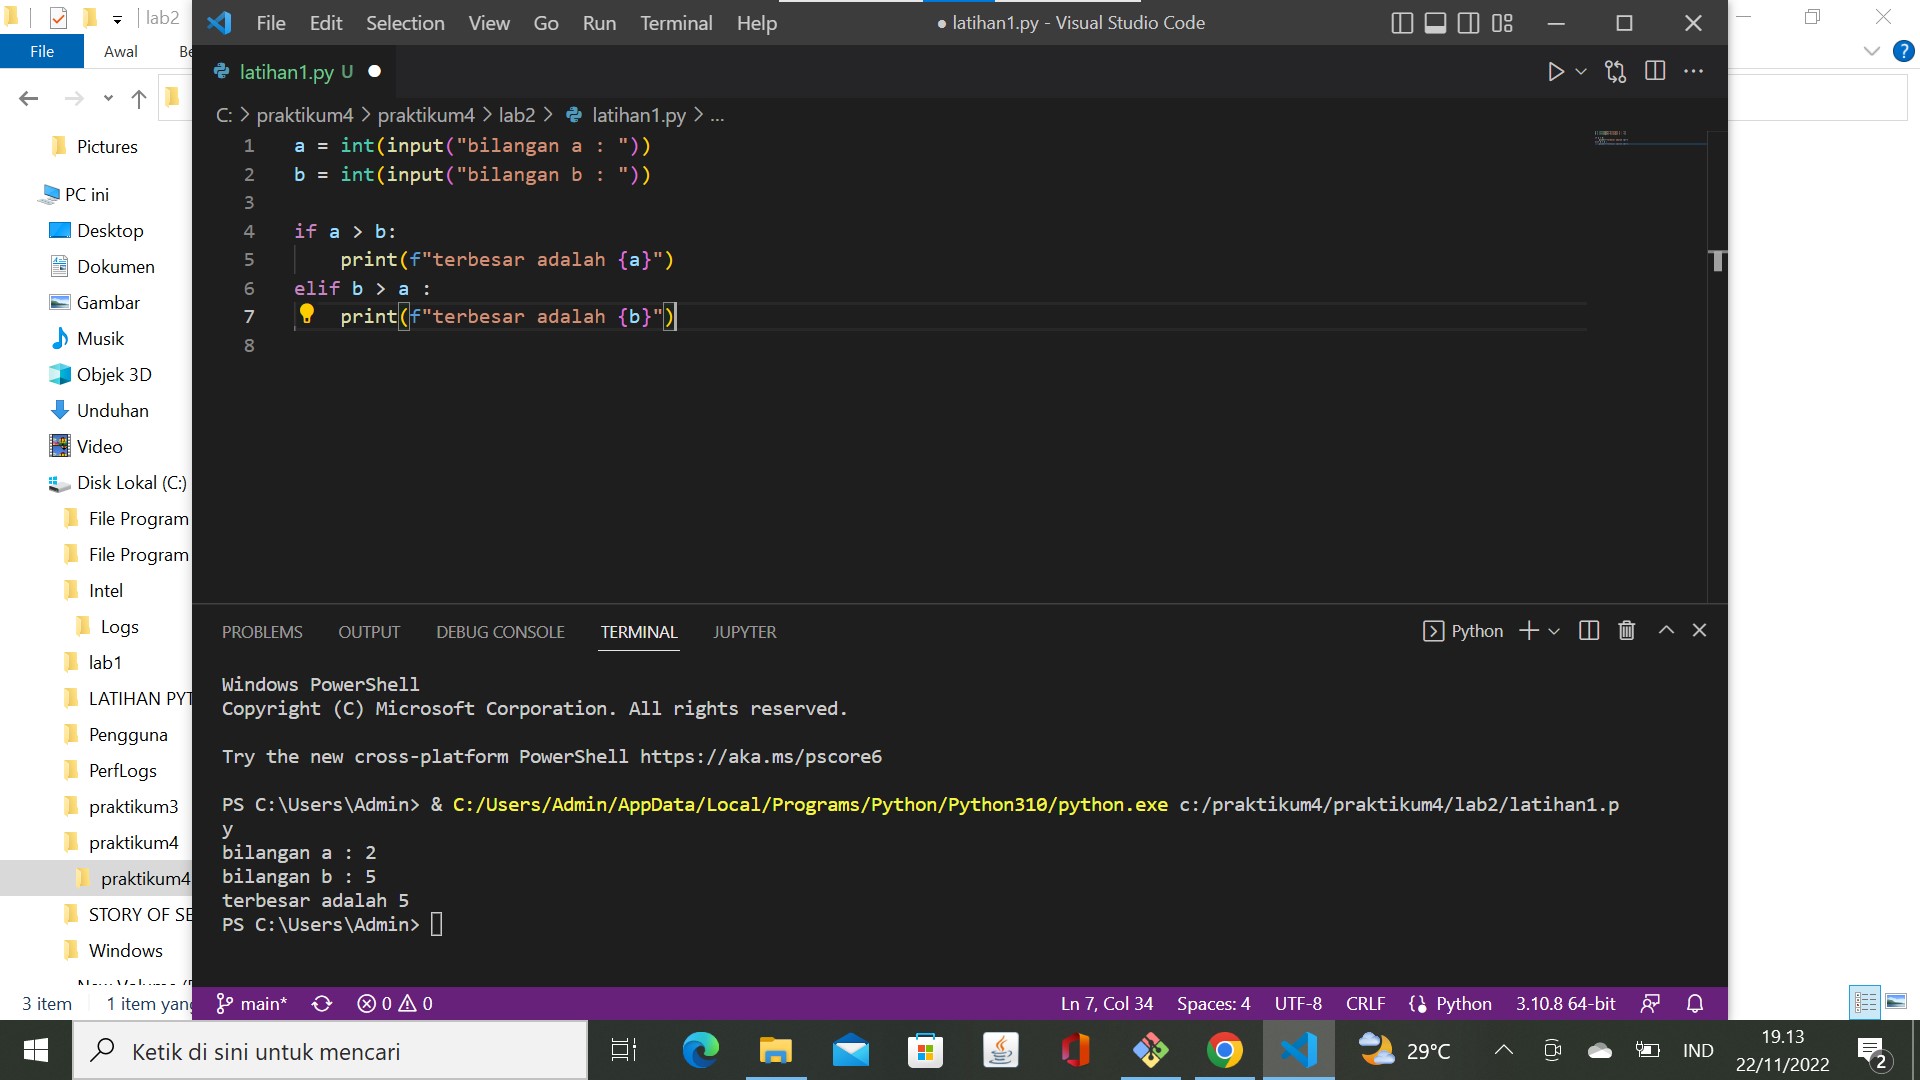 lab2
File Awal
Pictures
PC ini
Desktop
Dokumen
Gambar
Musik
Objek 3D
Unduhan
Video
Disk Lokal (C:)
File Program
File Program
Intel
Logs
lab1
LATIHAN PYT
Pengguna
PerfLogs
praktikum3
praktikum4
praktikum4
STORY OF SE
Windows
3 item 1 item yang
File Edit Selection View Go Run Terminal Help
● latihan1.py - Visual Studio Code
latihan1.py U
C: > praktikum4 > praktikum4 > lab2 > latihan1.py > ...
1 a = int(input("bilangan a : "))
2 b = int(input("bilangan b : "))
3
4 if a > b:
5 print(f"terbesar adalah {a}")
6 elif b > a :
7 print(f"terbesar adalah {b}")
8
PROBLEMS OUTPUT DEBUG CONSOLE TERMINAL JUPYTER
Python
Windows PowerShell
Copyright (C) Microsoft Corporation. All rights reserved.
Try the new cross-platform PowerShell https://aka.ms/pscore6
PS C:\Users\Admin> & C:/Users/Admin/AppData/Local/Programs/Python/Python310/python.exe c:/praktikum4/praktikum4/lab2/latihan1.p
y
bilangan a : 2
bilangan b : 5
terbesar adalah 5
PS C:\Users\Admin>
main* 0 0
Ln 7, Col 34 Spaces: 4 UTF-8 CRLF Python 3.10.8 64-bit
Ketik di sini untuk mencari
29°C
IND
19.13
22/11/2022
2